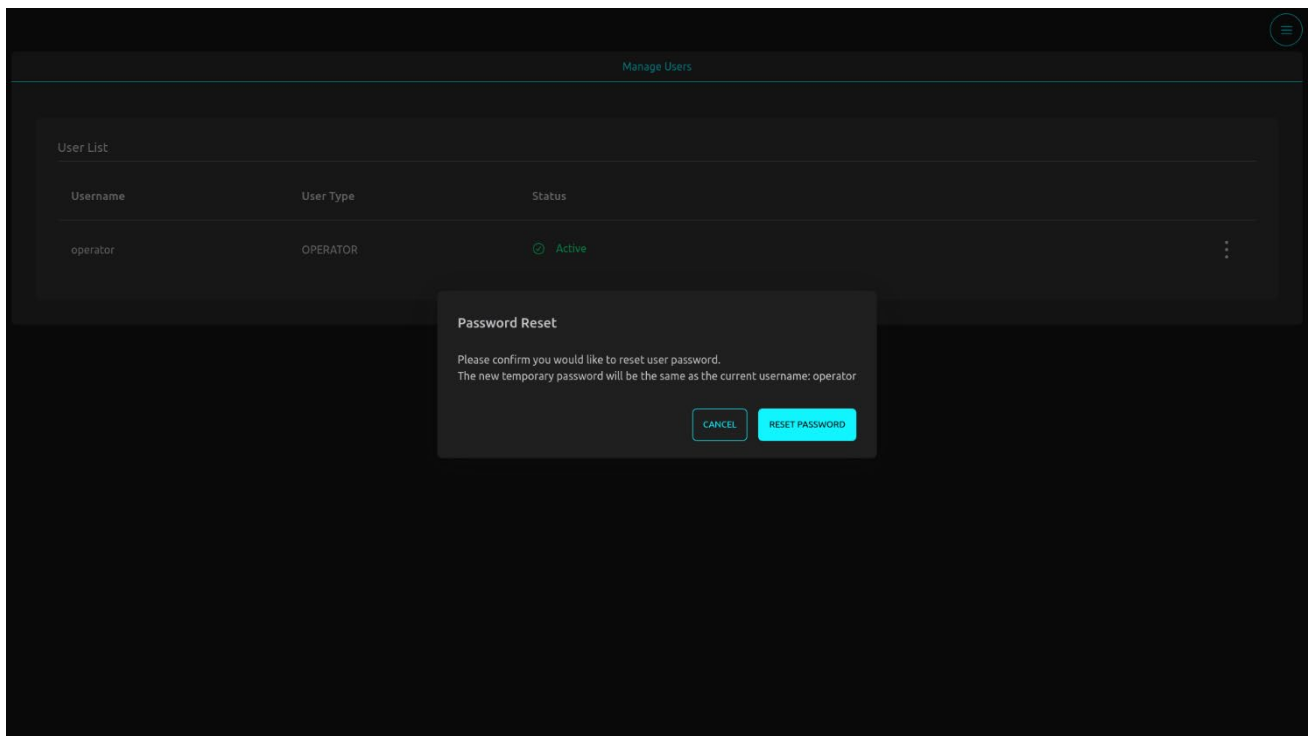 Manage Users
User List
Username User Type Status
operator OPERATOR Active
Password Reset
Please confirm you would like to reset user password.
The new temporary password will be the same as the current username: operator
CANCEL RESET PASSWORD